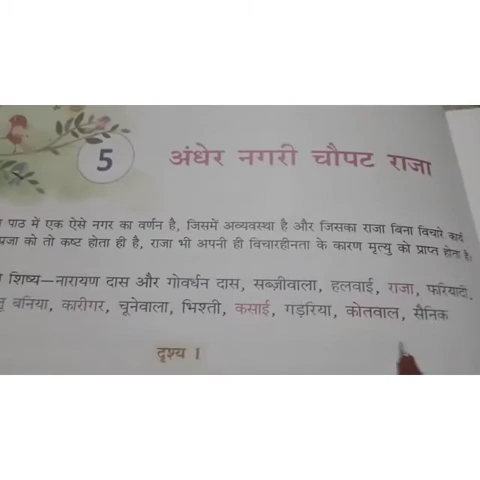 5
अंधेर नगरी चौपट राजा
पाठ में एक ऐसे नगर का वर्णन है, जिसमें अव्यवस्था है और जिसका राजा बिना विचारे कार्य
प्रजा को तो कष्ट होता ही है, राजा भी अपनी ही विचारहीनता के कारण मृत्यु को प्राप्त होता है।
शिष्य—नारायण दास और गोवर्धन दास, सब्ज़ीवाला, हलवाई, राजा, फरियादी,
बनिया, कारीगर, चूनेवाला, भिश्ती, कसाई, गड़रिया, कोतवाल, सैनिक
दृश्य 1